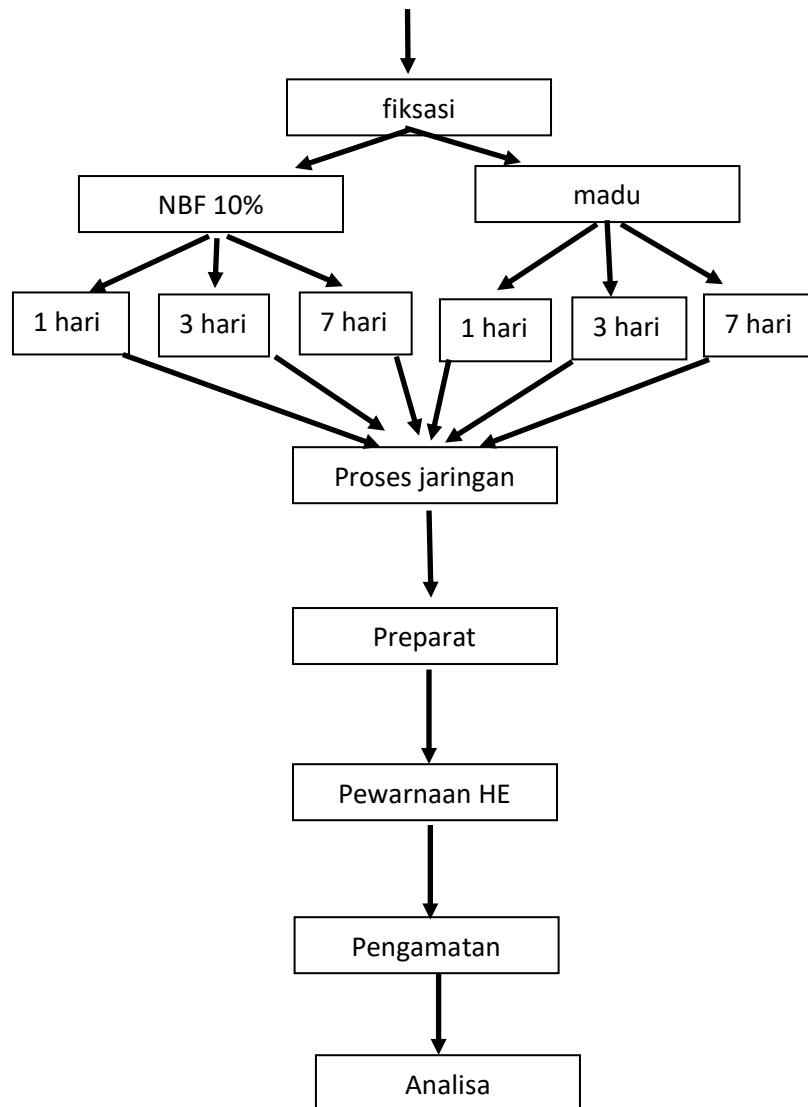 fiksasi
NBF 10%
madu
1 hari
3 hari
7 hari
1 hari
3 hari
7 hari
Proses jaringan
Preparat
Pewarnaan HE
Pengamatan
Analisa